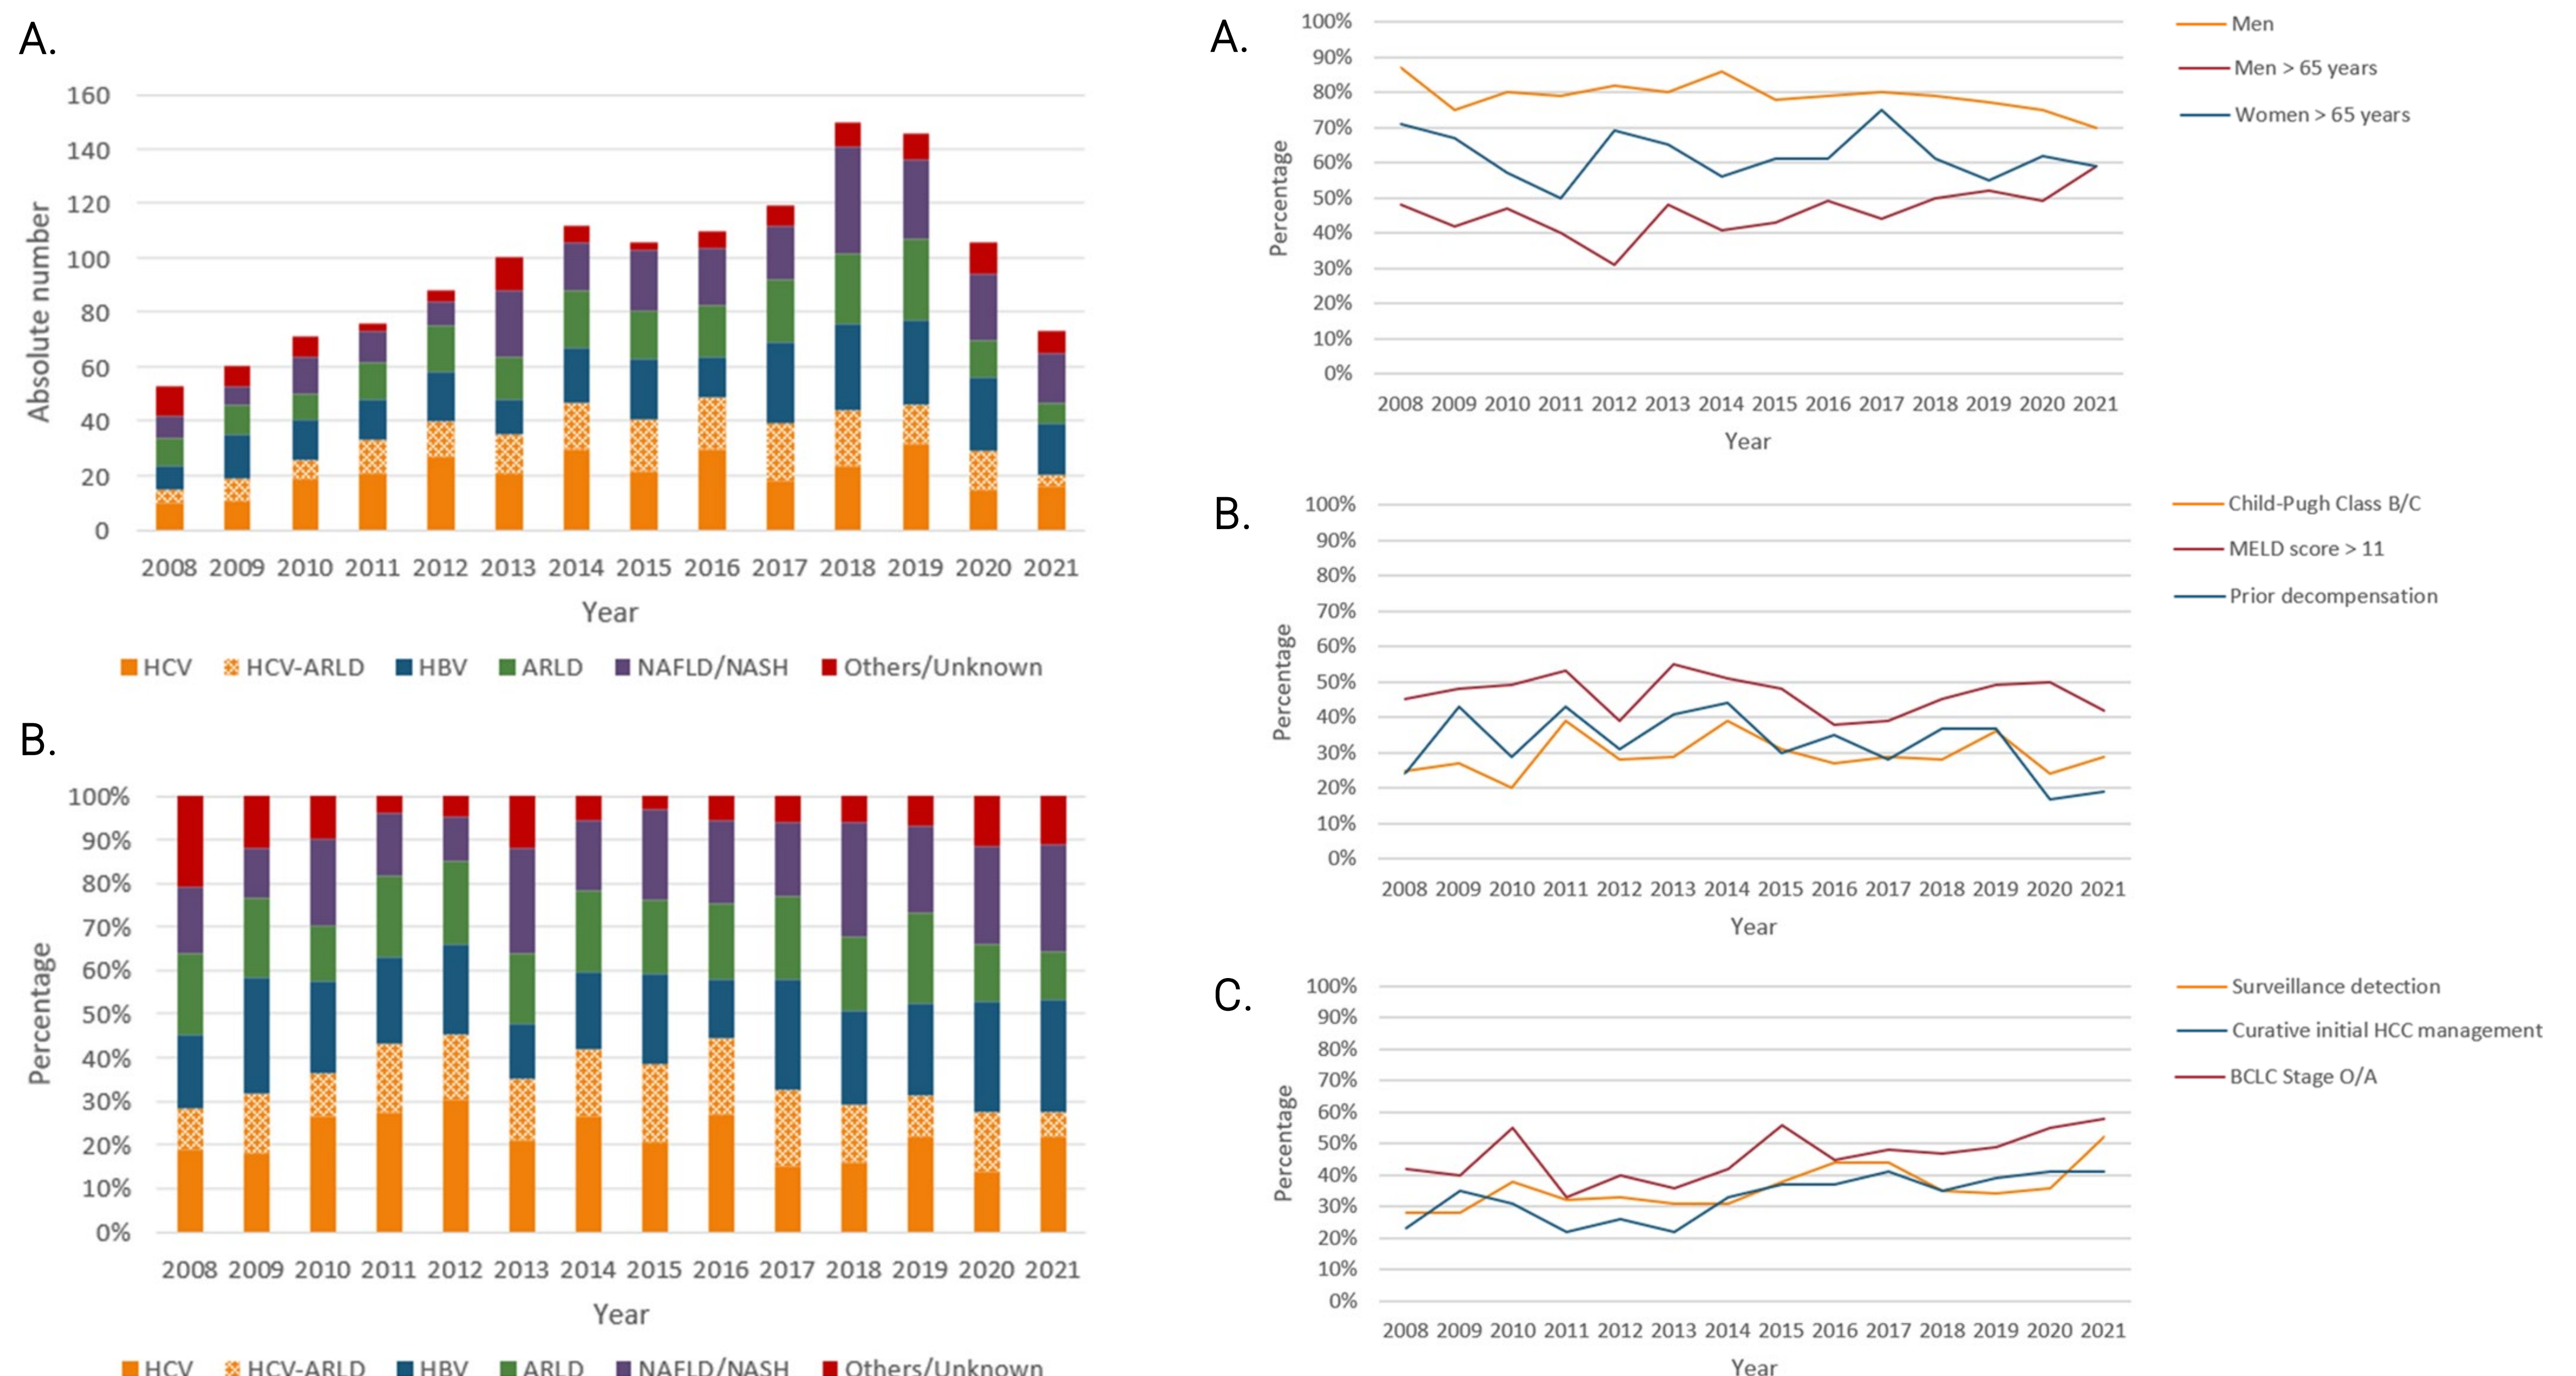 A.
160
140
120
100
80
60
40
20
0
Absolute number
2008 2009 2010 2011 2012 2013 2014 2015 2016 2017 2018 2019 2020 2021
Year
HCV HCV-ARLD HBV ARLD NAFLD/NASH Others/Unknown
B.
100%
90%
80%
70%
60%
50%
40%
30%
20%
10%
0%
Percentage
2008 2009 2010 2011 2012 2013 2014 2015 2016 2017 2018 2019 2020 2021
Year
HCV HCV-ARLD HBV ARLD NAFLD/NASH Others/Unknown
A.
100%
90%
80%
70%
60%
50%
40%
30%
20%
10%
0%
Percentage
2008 2009 2010 2011 2012 2013 2014 2015 2016 2017 2018 2019 2020 2021
Year
Men
Men > 65 years
Women > 65 years
B.
100%
90%
80%
70%
60%
50%
40%
30%
20%
10%
0%
Percentage
2008 2009 2010 2011 2012 2013 2014 2015 2016 2017 2018 2019 2020 2021
Year
Child-Pugh Class B/C
MELD score > 11
Prior decompensation
C.
100%
90%
80%
70%
60%
50%
40%
30%
20%
10%
0%
Percentage
2008 2009 2010 2011 2012 2013 2014 2015 2016 2017 2018 2019 2020 2021
Year
Surveillance detection
Curative initial HCC management
BCLC Stage O/A